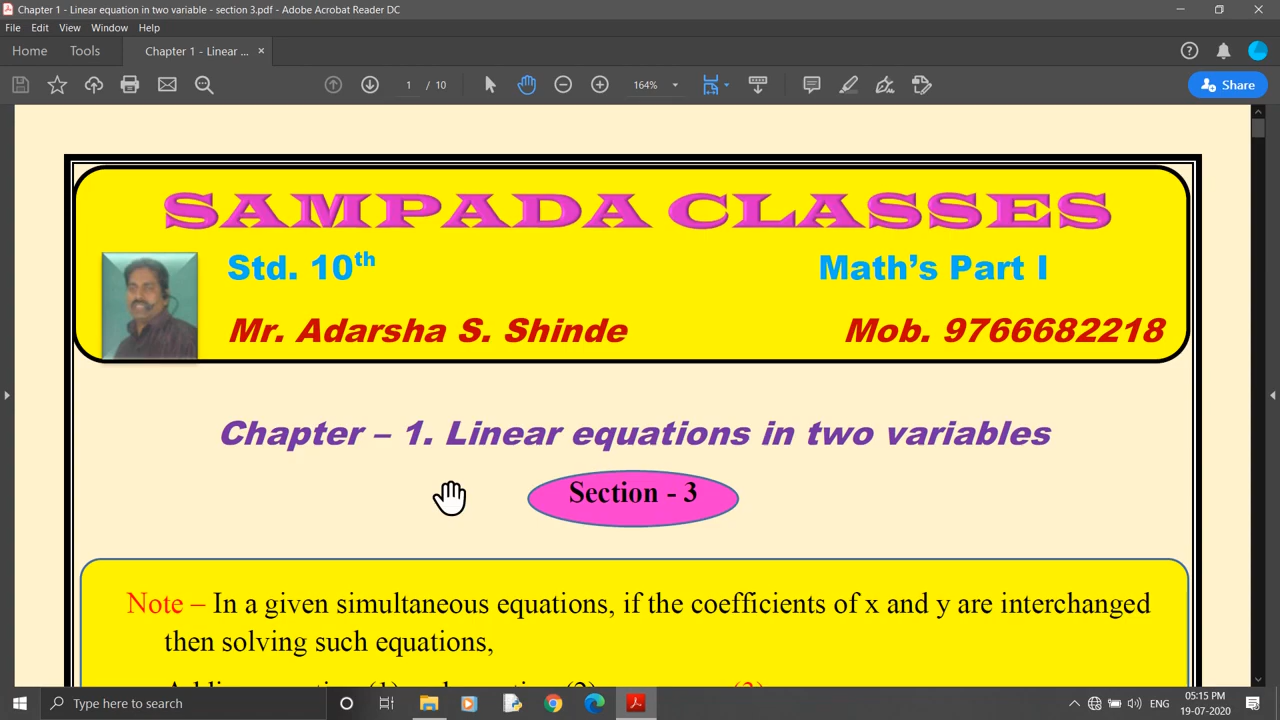 Chapter 1 - Linear equation in two variable - section 3.pdf - Adobe Acrobat Reader DC
File Edit View Window Help
Home Tools Chapter 1 - Linear ... ×
1 / 10 164% Share
SAMPADA CLASSES
Std. 10th Math's Part I
Mr. Adarsha S. Shinde Mob. 9766682218
Chapter – 1. Linear equations in two variables
Section - 3
Note – In a given simultaneous equations, if the coefficients of x and y are interchanged
then solving such equations,
Type here to search ENG 05:15 PM
19-07-2020